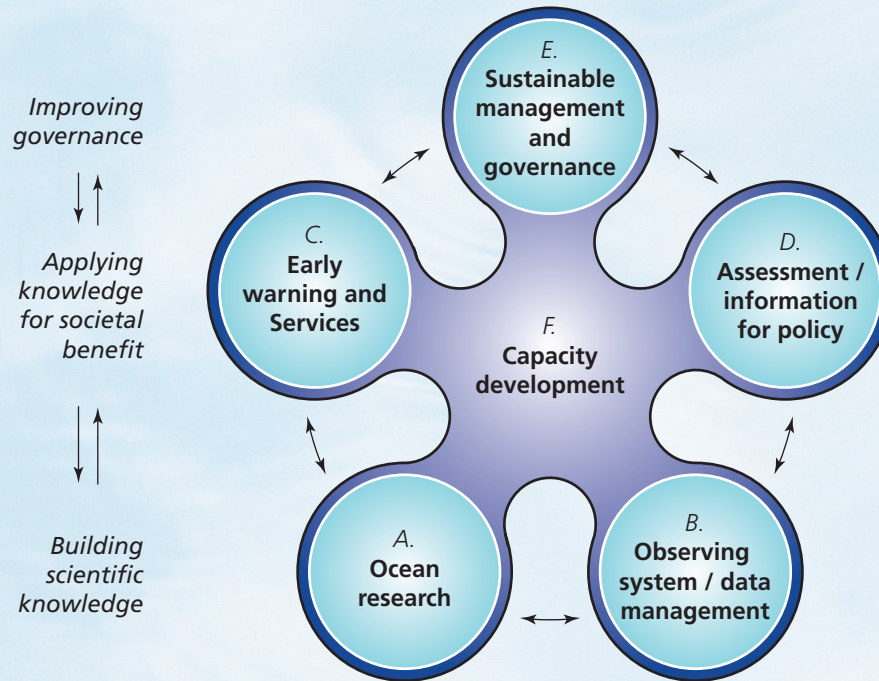 Improving
governance
Applying
knowledge
for societal
benefit
Building
scientific
knowledge
E.
Sustainable
management
and
governance
C.
Early
warning and
Services
D.
Assessment /
information
for policy
F.
Capacity
development
A.
Ocean
research
B.
Observing
system / data
management